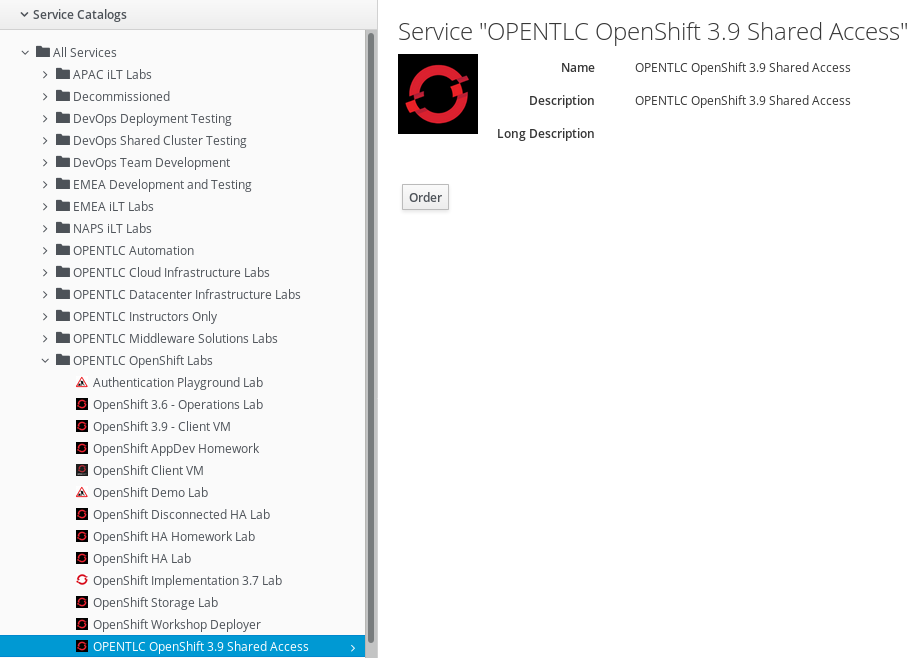 Service Catalogs
All Services
APAC iLT Labs
Decommissioned
DevOps Deployment Testing
DevOps Shared Cluster Testing
DevOps Team Development
EMEA Development and Testing
EMEA iLT Labs
NAPS iLT Labs
OPENTLC Automation
OPENTLC Cloud Infrastructure Labs
OPENTLC Datacenter Infrastructure Labs
OPENTLC Instructors Only
OPENTLC Middleware Solutions Labs
OPENTLC OpenShift Labs
Authentication Playground Lab
OpenShift 3.6 - Operations Lab
OpenShift 3.9 - Client VM
OpenShift AppDev Homework
OpenShift Client VM
OpenShift Demo Lab
OpenShift Disconnected HA Lab
OpenShift HA Homework Lab
OpenShift HA Lab
OpenShift Implementation 3.7 Lab
OpenShift Storage Lab
OpenShift Workshop Deployer
OPENTLC OpenShift 3.9 Shared Access
Service "OPENTLC OpenShift 3.9 Shared Access"
Name OPENTLC OpenShift 3.9 Shared Access
Description OPENTLC OpenShift 3.9 Shared Access
Long Description
Order